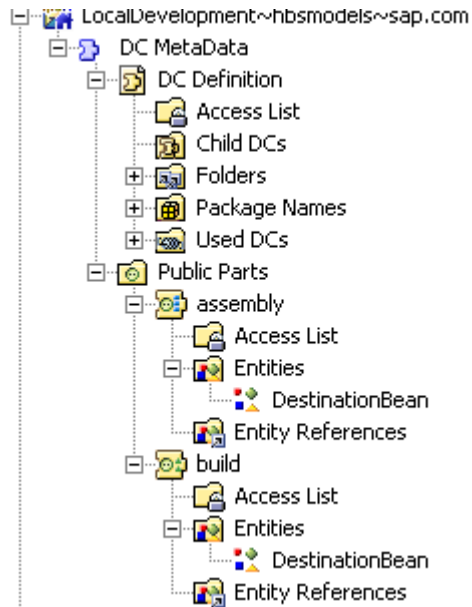 LocalDevelopment~hbsmodels~sap.com
DC MetaData
DC Definition
Access List
Child DCs
Folders
Package Names
Used DCs
Public Parts
assembly
Access List
Entities
DestinationBean
Entity References
build
Access List
Entities
DestinationBean
Entity References